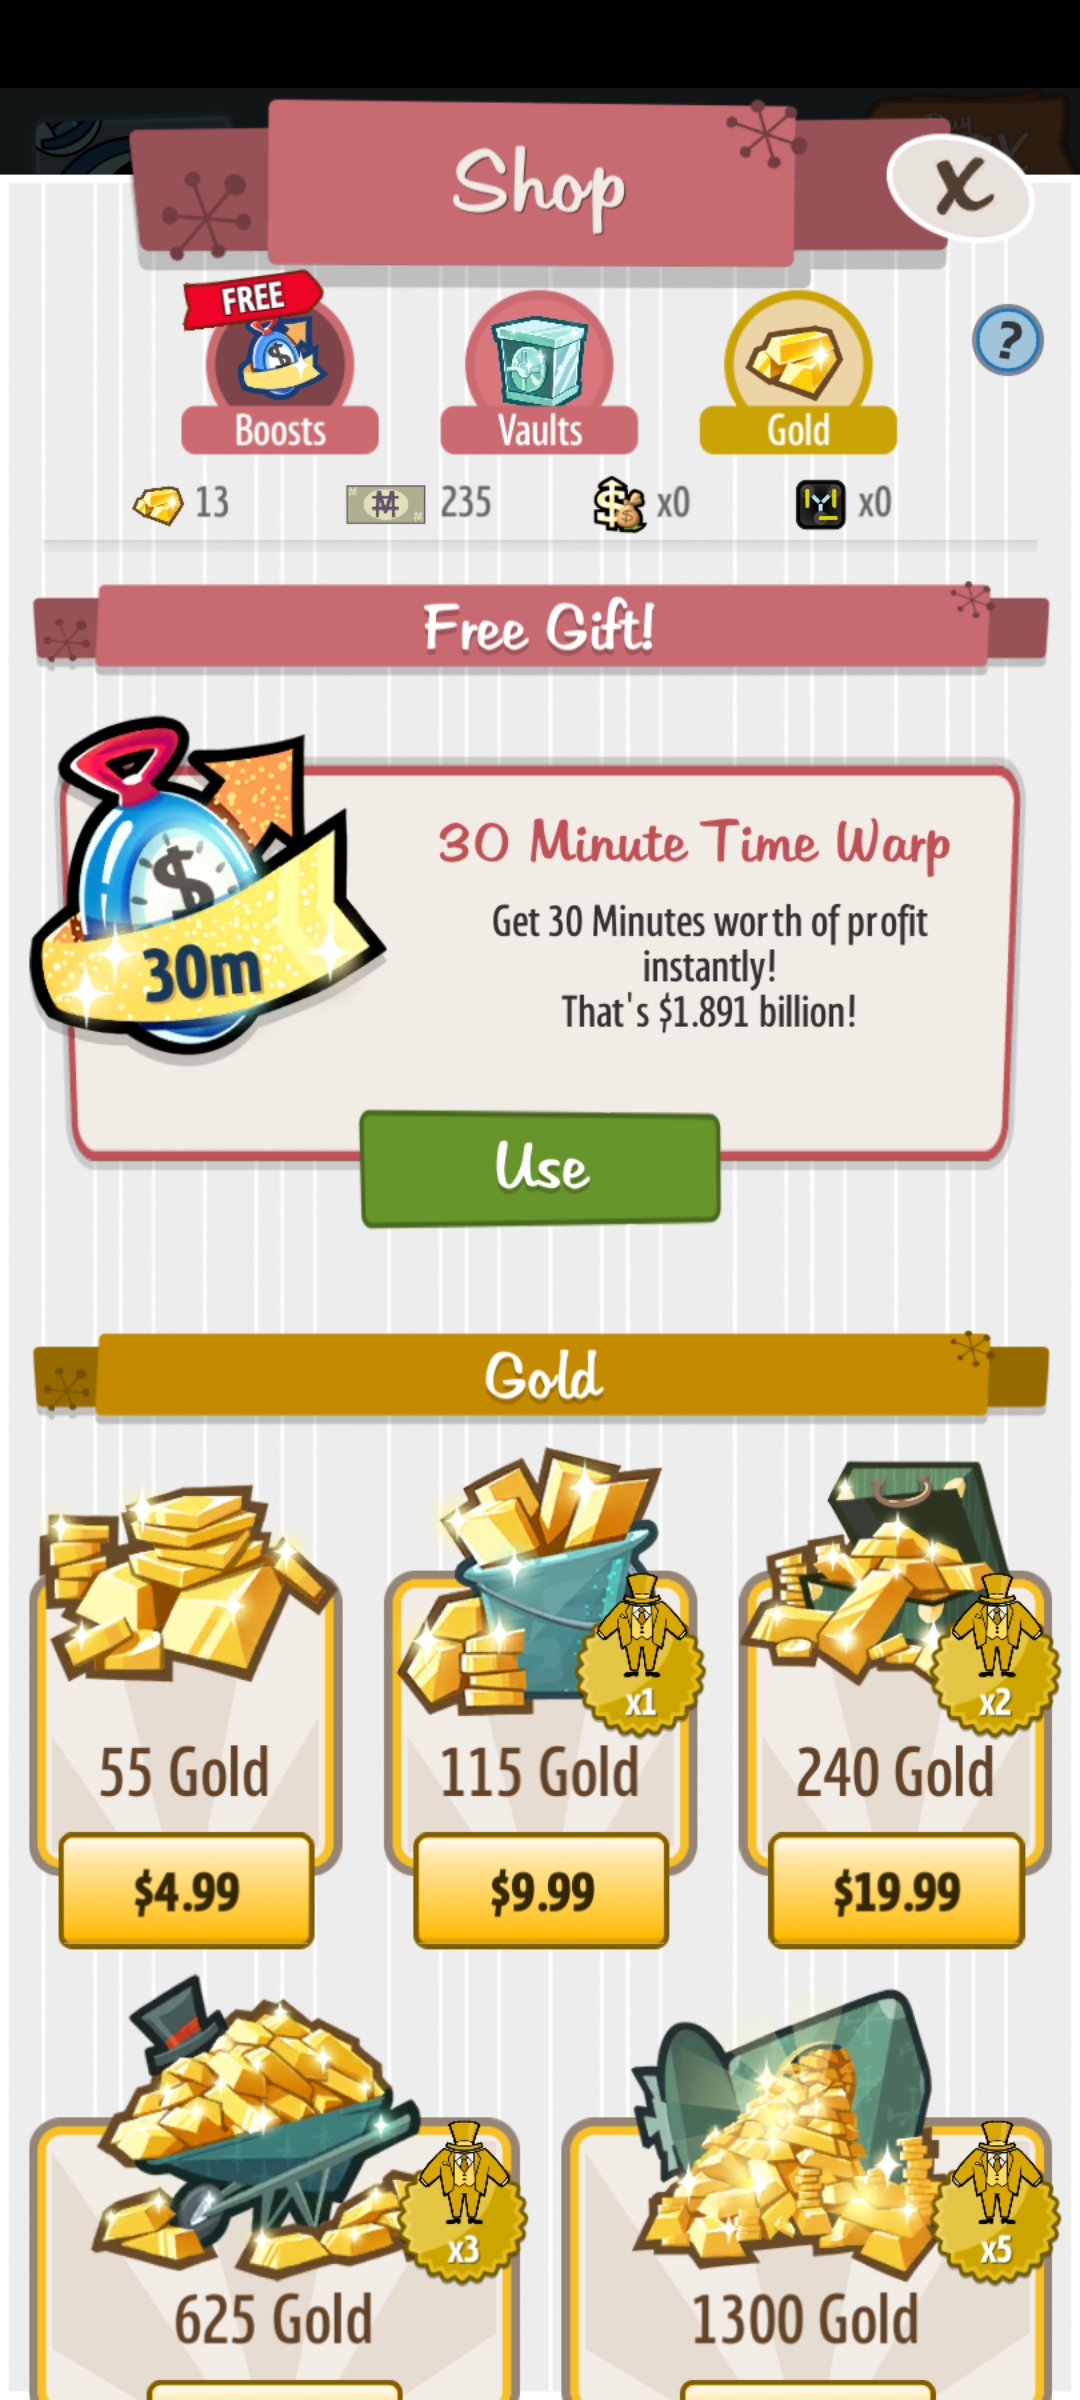 Shop
X
FREE
Boosts
Vaults
Gold
?
13
235
x0
x0
Free Gift!
30m
30 Minute Time Warp
Get 30 Minutes worth of profit
instantly!
That's $1.891 billion!
Use
Gold
x1
x2
55 Gold
115 Gold
240 Gold
$4.99
$9.99
$19.99
x3
x5
625 Gold
1300 Gold